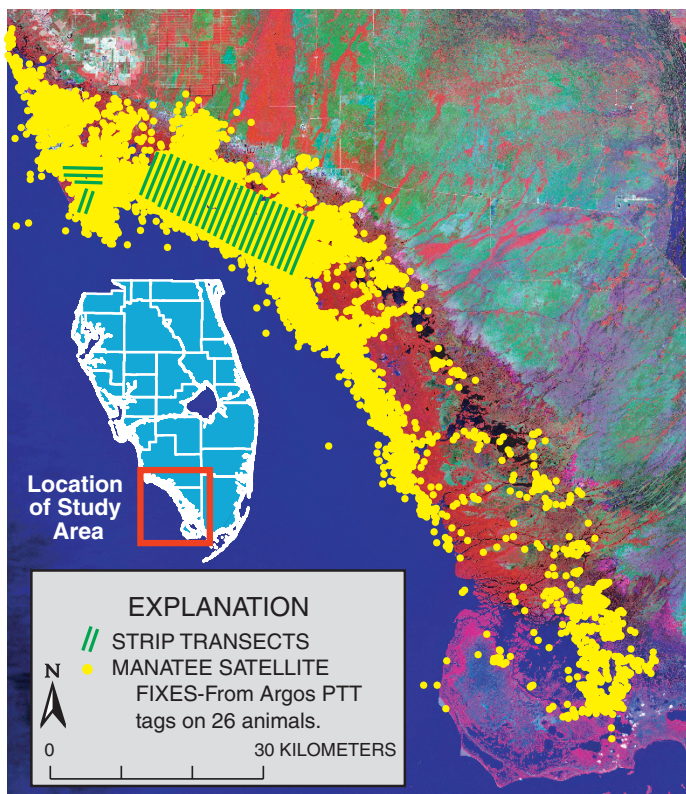 Location
of Study
Area
EXPLANATION
STRIP TRANSECTS
MANATEE SATELLITE
FIXES-From Argos PTT
tags on 26 animals.
N
0 30 KILOMETERS